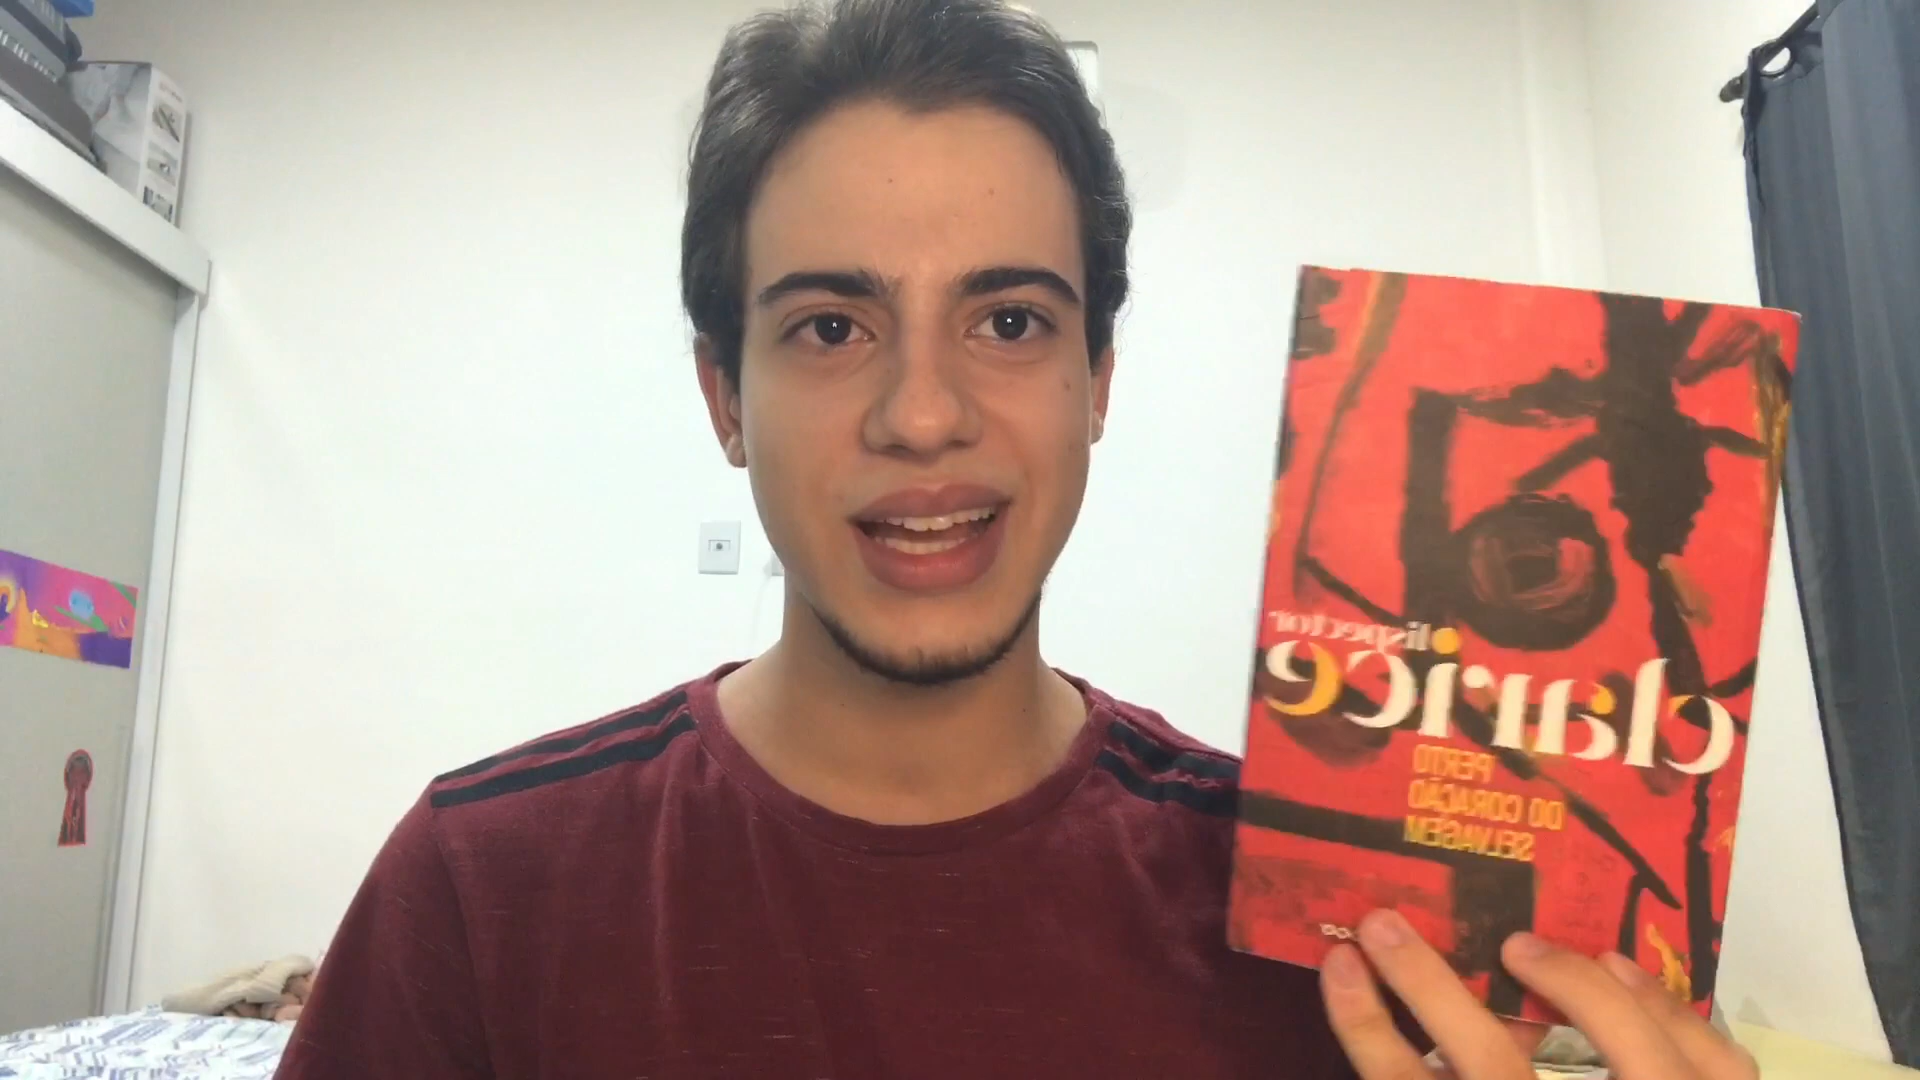 lispector
clarice
PERTO
DO CORAÇÃO
SELVAGEM